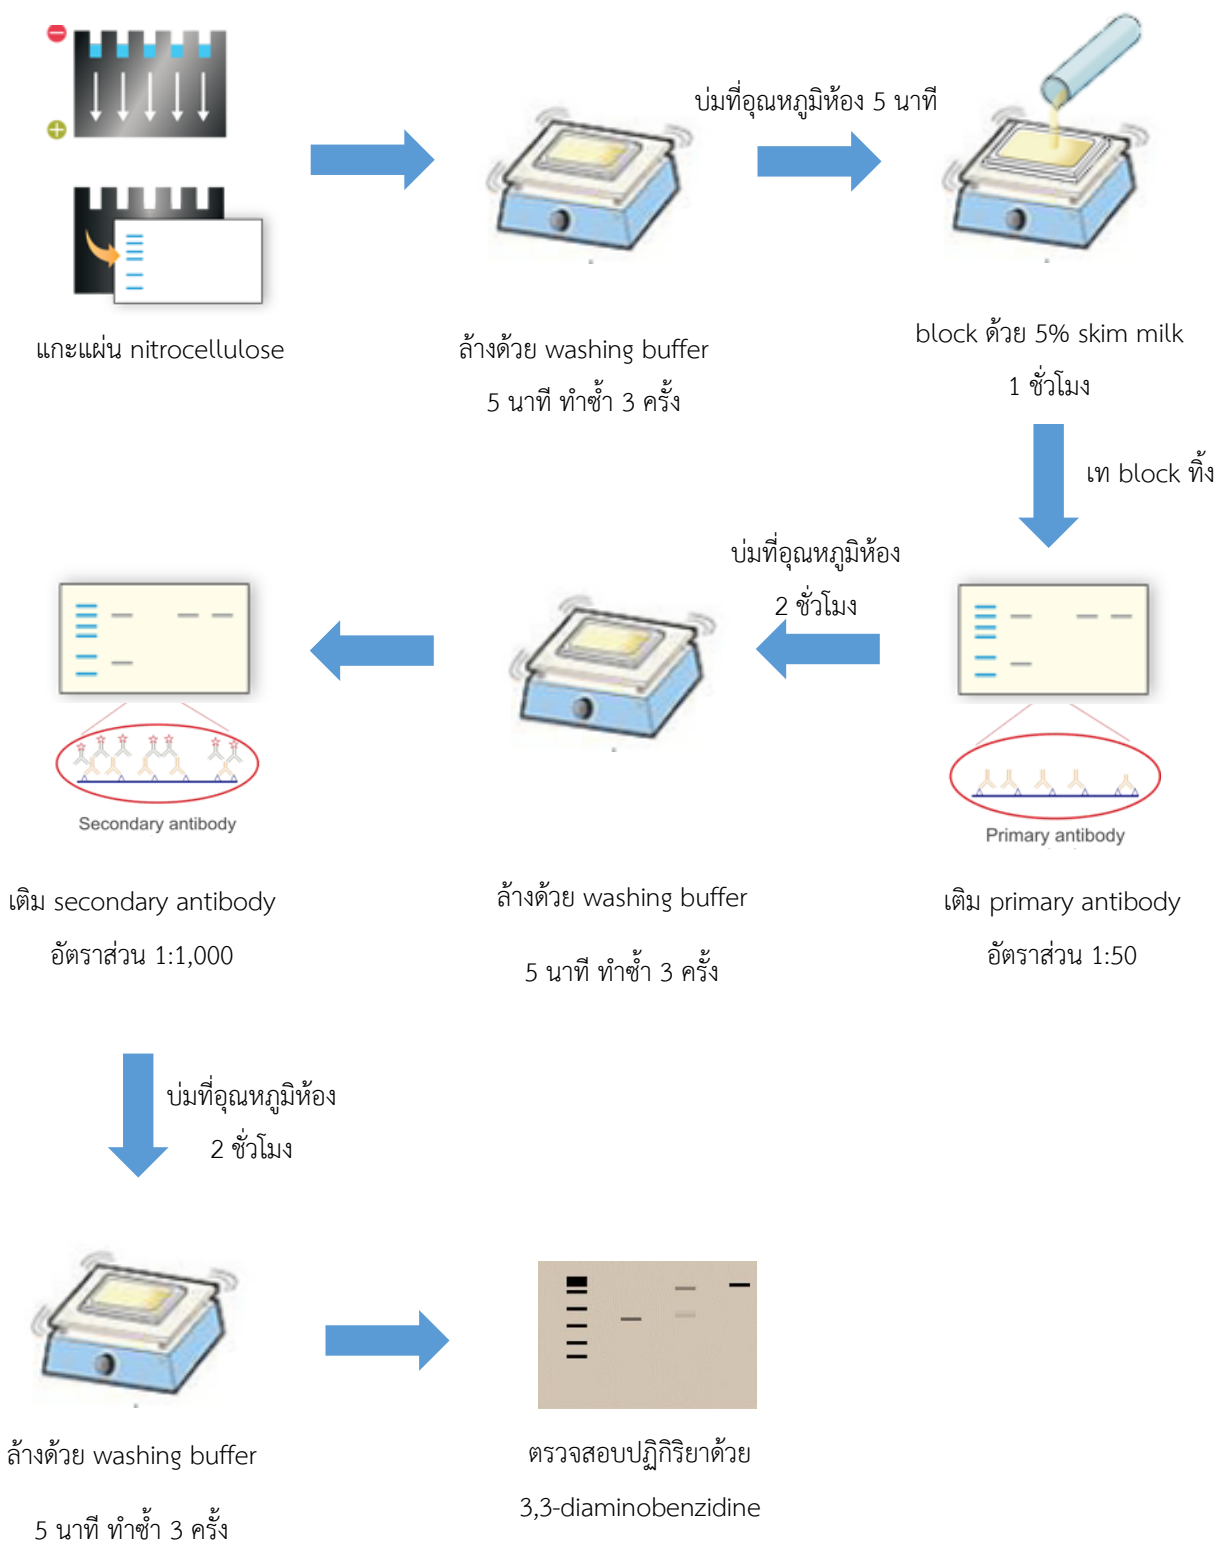 บ่มที่อุณหภูมิห้อง 5 นาที
แกะแผ่น nitrocellulose
ล้างด้วย washing buffer
5 นาที ทำซ้ำ 3 ครั้ง
block ด้วย 5% skim milk
1 ชั่วโมง
เท block ทิ้ง
บ่มที่อุณหภูมิห้อง
2 ชั่วโมง
Primary antibody
เติม primary antibody
อัตราส่วน 1:50
ล้างด้วย washing buffer
5 นาที ทำซ้ำ 3 ครั้ง
Secondary antibody
เติม secondary antibody
อัตราส่วน 1:1,000
บ่มที่อุณหภูมิห้อง
2 ชั่วโมง
ล้างด้วย washing buffer
5 นาที ทำซ้ำ 3 ครั้ง
ตรวจสอบปฏิกิริยาด้วย
3,3-diaminobenzidine